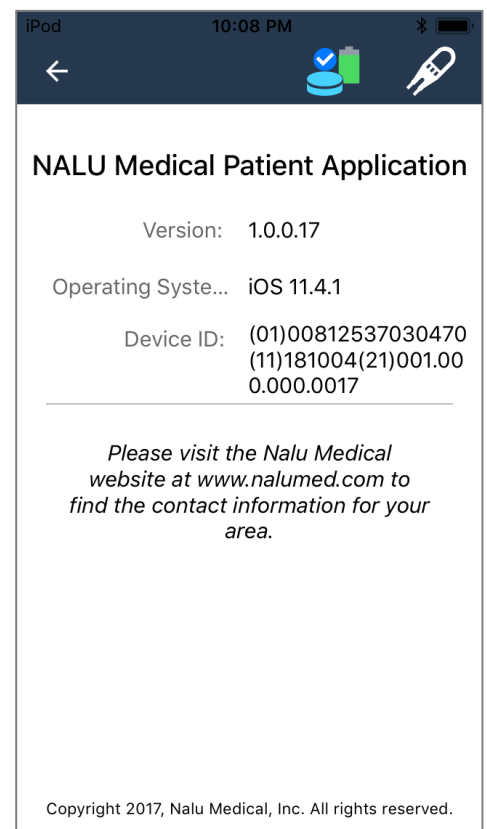 iPod 10:08 PM
NALU Medical Patient Application
Version: 1.0.0.17
Operating Syste... iOS 11.4.1
Device ID: (01)00812537030470
(11)181004(21)001.00
0.000.0017
Please visit the Nalu Medical
website at www.nalumed.com to
find the contact information for your
area.
Copyright 2017, Nalu Medical, Inc. All rights reserved.